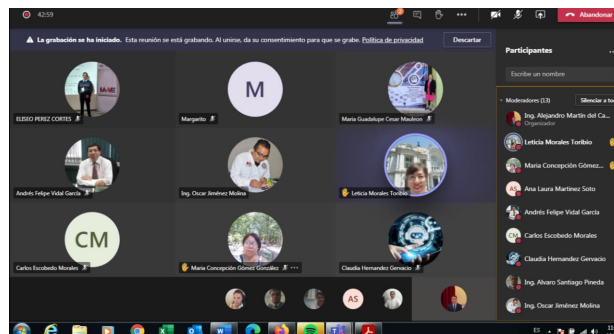 42:59
2
Abandonar
La grabación se ha iniciado. Esta reunión se está grabando. Al unirse, da su consentimiento para que se grabe. Política de privacidad
Descartar
Participantes
Escribe un nombre
Moderadores (13)
Silenciar a to
ELISEO PEREZ CORTES
M
Margarito
Maria Guadalupe Cesar Mauleon
Andrés Felipe Vidal García
Ing. Oscar Jiménez Molina
Leticia Morales Toribio
CM
Carlos Escobedo Morales
Maria Concepción Gómez González
Claudia Hernandez Gervacio
AS
Ing. Alejandro Martín del Ca...
Organizador
Leticia Morales Toribio
Maria Concepción Gómez...
AS
Ana Laura Martinez Soto
Andrés Felipe Vidal García
CM
Carlos Escobedo Morales
Claudia Hernandez Gervacio
Ing. Alvaro Santiago Pineda
Ing. Oscar Jiménez Molina
ES